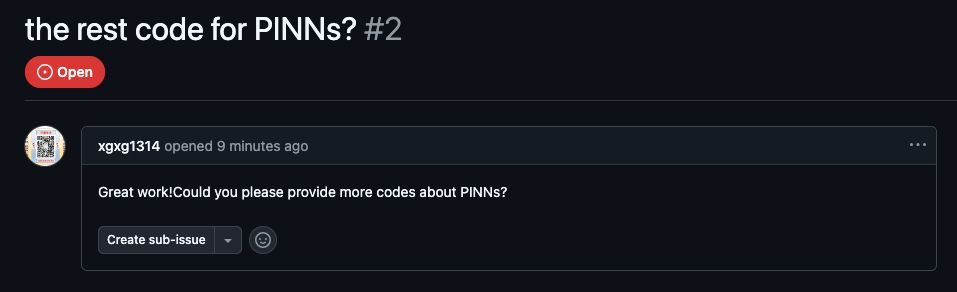 the rest code for PINNs? #2
Open
xgxg1314 opened 9 minutes ago
Great work!Could you please provide more codes about PINNs?
Create sub-issue